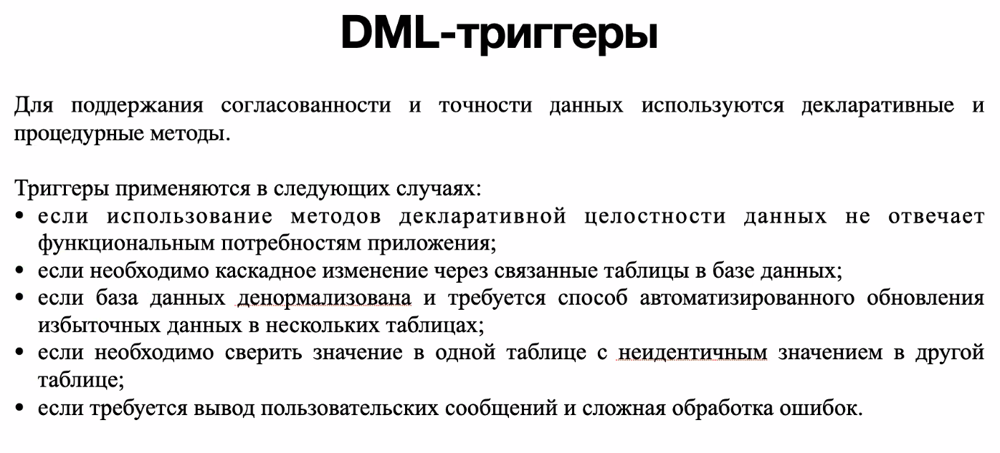 DML-триггеры
Для поддержания согласованности и точности данных используются декларативные и
процедурные методы.
Триггеры применяются в следующих случаях:
• если использование методов декларативной целостности данных не отвечает
функциональным потребностям приложения;
• если необходимо каскадное изменение через связанные таблицы в базе данных;
• если база данных денормализована и требуется способ автоматизированного обновления
избыточных данных в нескольких таблицах;
• если необходимо сверить значение в одной таблице с неидентичным значением в другой
таблице;
• если требуется вывод пользовательских сообщений и сложная обработка ошибок.